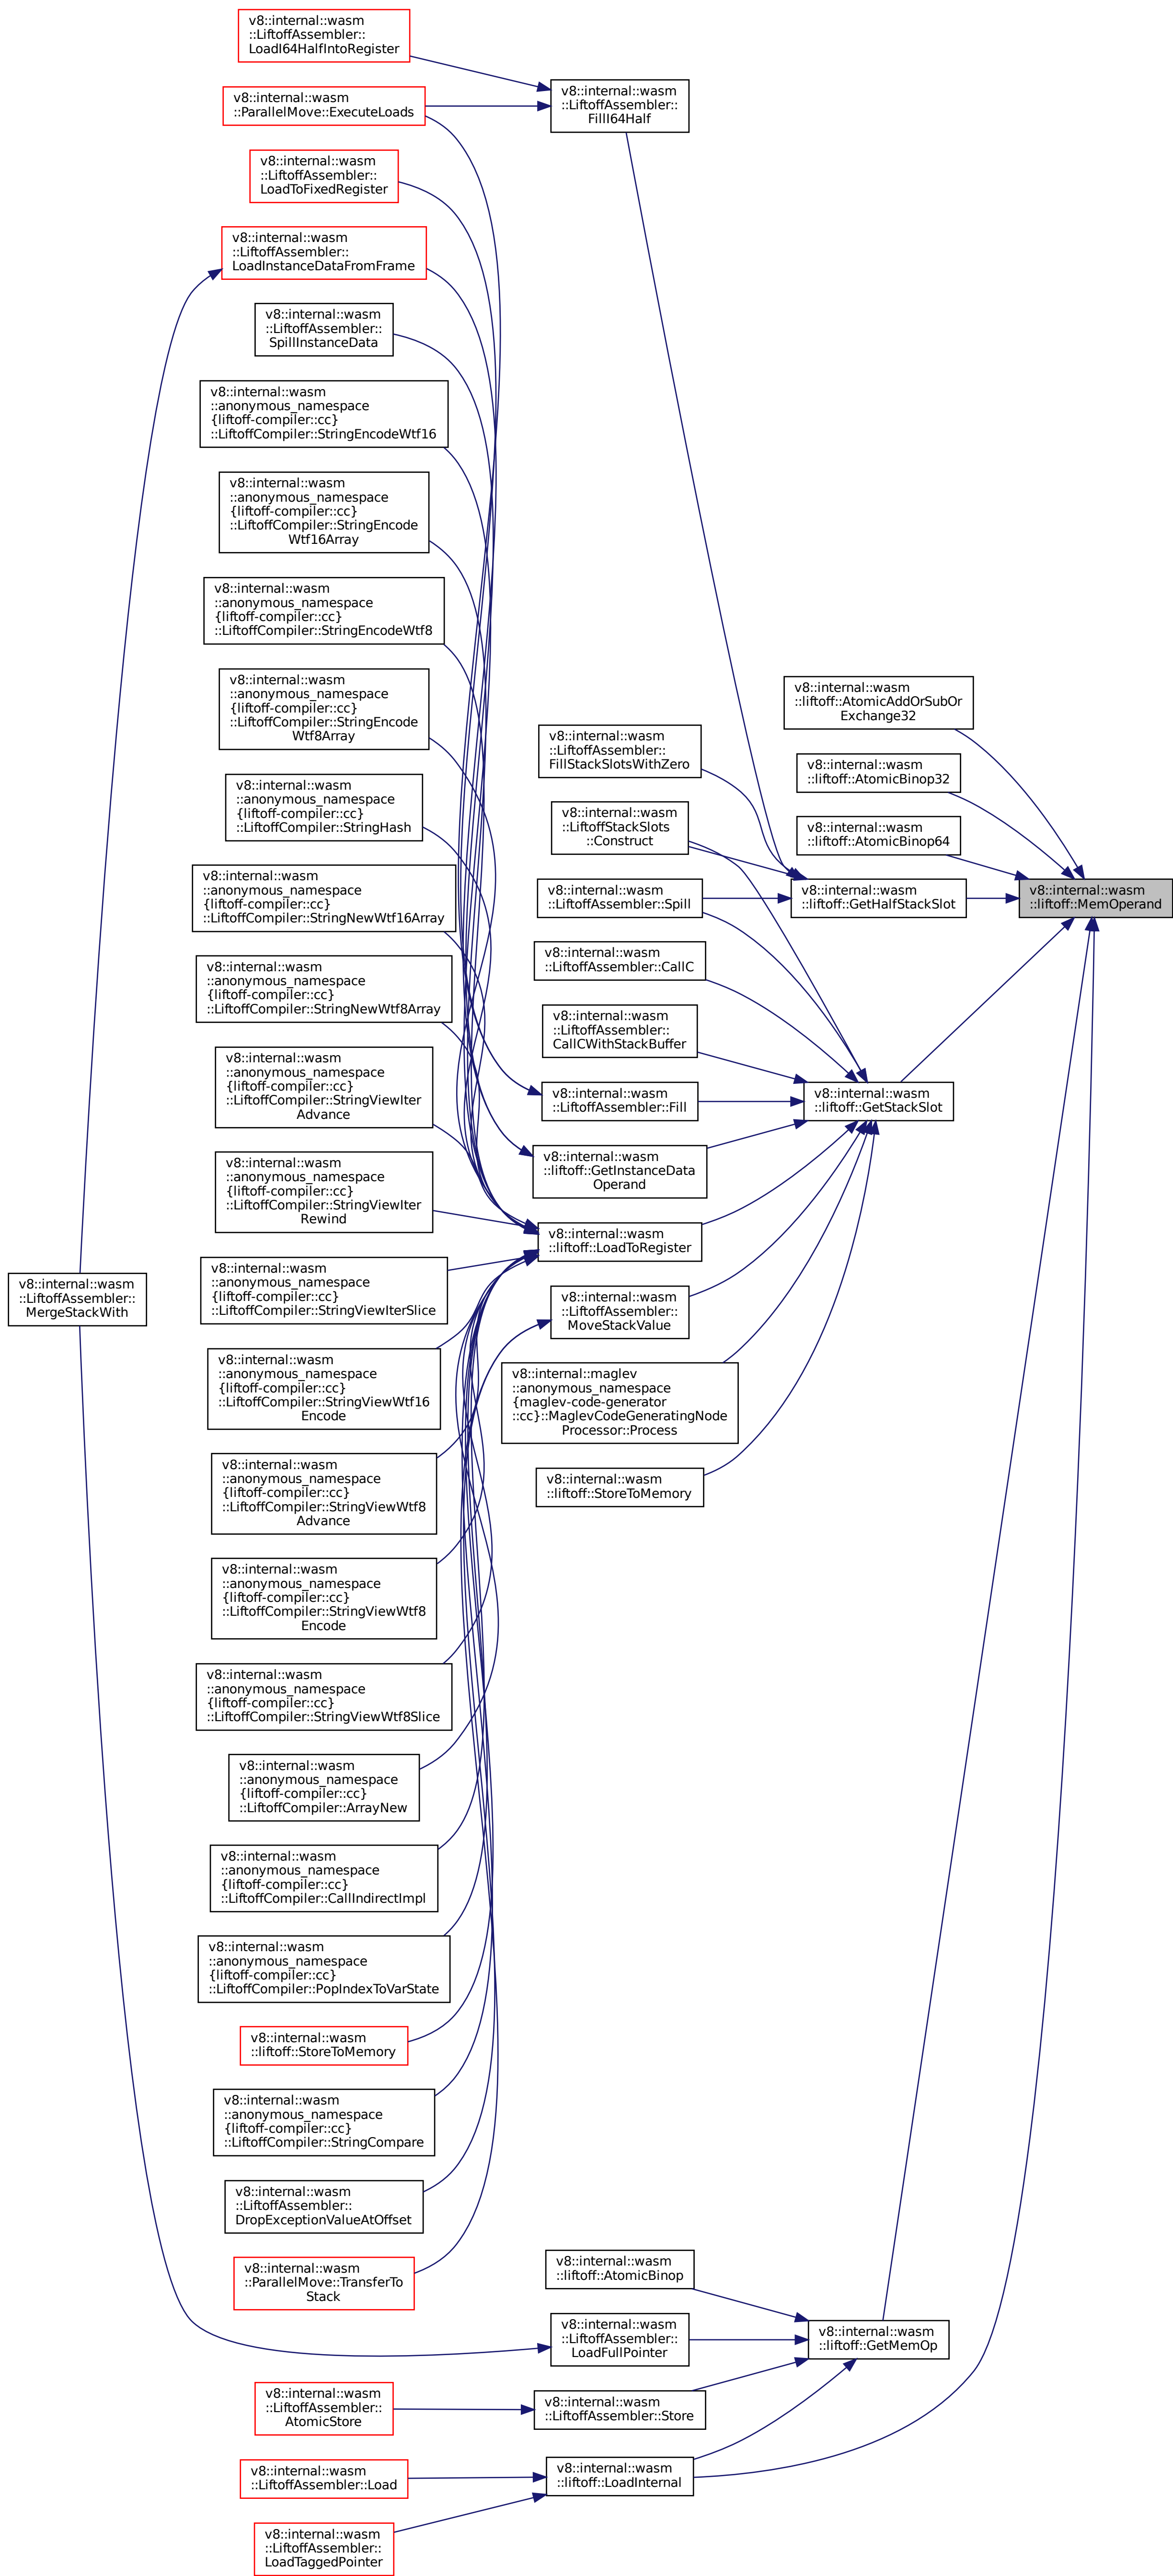 v8::internal::wasm
::LiftoffAssembler::
LoadI64HalfIntoRegister
v8::internal::wasm
::ParallelMove::ExecuteLoads
v8::internal::wasm
::LiftoffAssembler::
FillI64Half
v8::internal::wasm
::LiftoffAssembler::
LoadToFixedRegister
v8::internal::wasm
::LiftoffAssembler::
LoadInstanceDataFromFrame
v8::internal::wasm
::LiftoffAssembler::
SpillInstanceData
v8::internal::wasm
::anonymous_namespace
{liftoff-compiler::cc}
::LiftoffCompiler::StringEncodeWtf16
v8::internal::wasm
::anonymous_namespace
{liftoff-compiler::cc}
::LiftoffCompiler::StringEncode
Wtf16Array
v8::internal::wasm
::anonymous_namespace
{liftoff-compiler::cc}
::LiftoffCompiler::StringEncodeWtf8
v8::internal::wasm
::anonymous_namespace
{liftoff-compiler::cc}
::LiftoffCompiler::StringEncode
Wtf8Array
v8::internal::wasm
::anonymous_namespace
{liftoff-compiler::cc}
::LiftoffCompiler::StringHash
v8::internal::wasm
::anonymous_namespace
{liftoff-compiler::cc}
::LiftoffCompiler::StringNewWtf16Array
v8::internal::wasm
::anonymous_namespace
{liftoff-compiler::cc}
::LiftoffCompiler::StringNewWtf8Array
v8::internal::wasm
::anonymous_namespace
{liftoff-compiler::cc}
::LiftoffCompiler::StringViewIter
Advance
v8::internal::wasm
::anonymous_namespace
{liftoff-compiler::cc}
::LiftoffCompiler::StringViewIter
Rewind
v8::internal::wasm
::anonymous_namespace
{liftoff-compiler::cc}
::LiftoffCompiler::StringViewIterSlice
v8::internal::wasm
::LiftoffAssembler::
MergeStackWith
v8::internal::wasm
::anonymous_namespace
{liftoff-compiler::cc}
::LiftoffCompiler::StringViewWtf16
Encode
v8::internal::wasm
::anonymous_namespace
{liftoff-compiler::cc}
::LiftoffCompiler::StringViewWtf8
Advance
v8::internal::wasm
::anonymous_namespace
{liftoff-compiler::cc}
::LiftoffCompiler::StringViewWtf8
Encode
v8::internal::wasm
::anonymous_namespace
{liftoff-compiler::cc}
::LiftoffCompiler::StringViewWtf8Slice
v8::internal::wasm
::anonymous_namespace
{liftoff-compiler::cc}
::LiftoffCompiler::ArrayNew
v8::internal::wasm
::anonymous_namespace
{liftoff-compiler::cc}
::LiftoffCompiler::CallIndirectImpl
v8::internal::wasm
::anonymous_namespace
{liftoff-compiler::cc}
::LiftoffCompiler::PopIndexToVarState
v8::internal::wasm
::liftoff::StoreToMemory
v8::internal::wasm
::anonymous_namespace
{liftoff-compiler::cc}
::LiftoffCompiler::StringCompare
v8::internal::wasm
::LiftoffAssembler::
DropExceptionValueAtOffset
v8::internal::wasm
::ParallelMove::TransferTo
Stack
v8::internal::wasm
::LiftoffAssembler::
AtomicStore
v8::internal::wasm
::LiftoffAssembler::Load
v8::internal::wasm
::LiftoffAssembler::
LoadTaggedPointer
v8::internal::wasm
::LiftoffAssembler::
FillStackSlotsWithZero
v8::internal::wasm
::LiftoffStackSlots
::Construct
v8::internal::wasm
::LiftoffAssembler::Spill
v8::internal::wasm
::LiftoffAssembler::CallC
v8::internal::wasm
::LiftoffAssembler::
CallCWithStackBuffer
v8::internal::wasm
::LiftoffAssembler::Fill
v8::internal::wasm
::liftoff::GetInstanceData
Operand
v8::internal::wasm
::liftoff::LoadToRegister
v8::internal::wasm
::LiftoffAssembler::
MoveStackValue
v8::internal::maglev
::anonymous_namespace
{maglev-code-generator
::cc}::MaglevCodeGeneratingNode
Processor::Process
v8::internal::wasm
::liftoff::StoreToMemory
v8::internal::wasm
::liftoff::AtomicBinop
v8::internal::wasm
::LiftoffAssembler::
LoadFullPointer
v8::internal::wasm
::LiftoffAssembler::Store
v8::internal::wasm
::liftoff::LoadInternal
v8::internal::wasm
::liftoff::AtomicAddOrSubOr
Exchange32
v8::internal::wasm
::liftoff::AtomicBinop32
v8::internal::wasm
::liftoff::AtomicBinop64
v8::internal::wasm
::liftoff::GetHalfStackSlot
v8::internal::wasm
::liftoff::GetStackSlot
v8::internal::wasm
::liftoff::GetMemOp
v8::internal::wasm
::liftoff::MemOperand